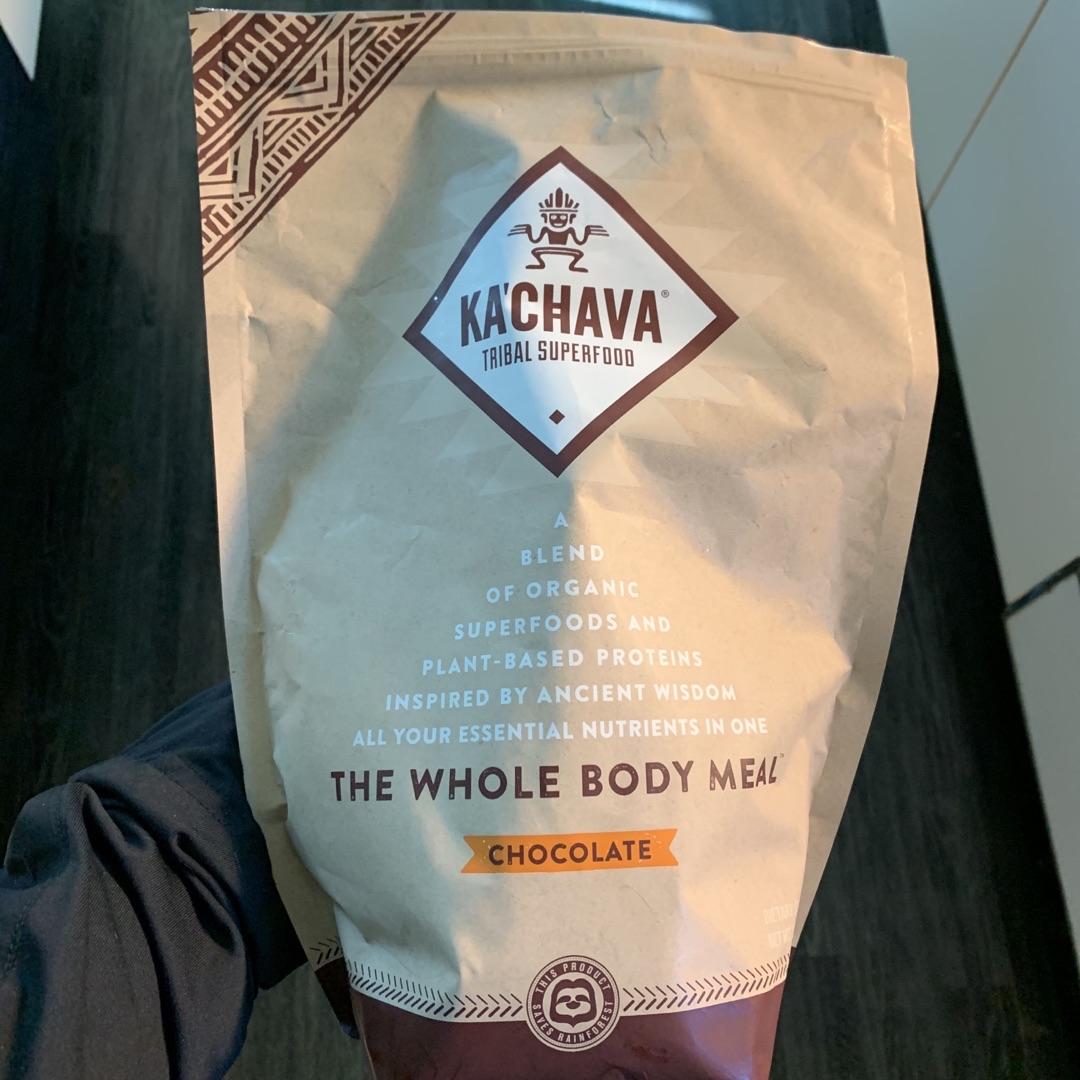 KA'CHAVA®
TRIBAL SUPERFOOD
A
BLEND
OF ORGANIC
SUPERFOODS AND
PLANT-BASED PROTEINS
INSPIRED BY ANCIENT WISDOM
ALL YOUR ESSENTIAL NUTRIENTS IN ONE
THE WHOLE BODY MEAL™
CHOCOLATE
THIS PRODUCT
SAVES RAINFOREST